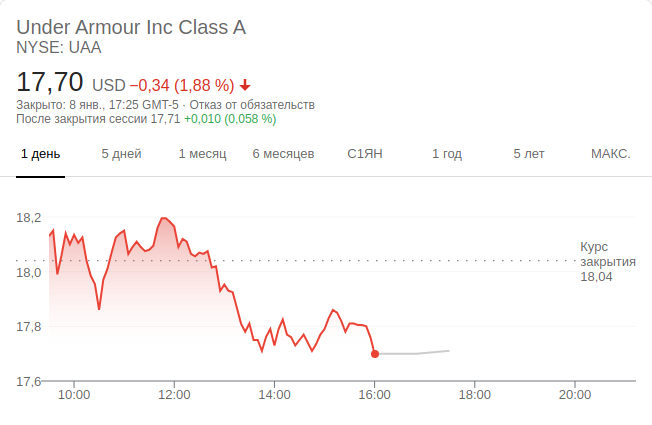 Under Armour Inc Class A
NYSE: UAA
17,70 USD −0,34 (1,88 %)
Закрыто: 8 янв., 17:25 GMT-5 · Отказ от обязательств
После закрытия сессии 17,71 +0,010 (0,058 %)
1 день 5 дней 1 месяц 6 месяцев С1ЯН 1 год 5 лет МАКС.
18,2
Курс
закрытия
18,04
18,0
17,8
17,6
10:00 12:00 14:00 16:00 18:00 20:00